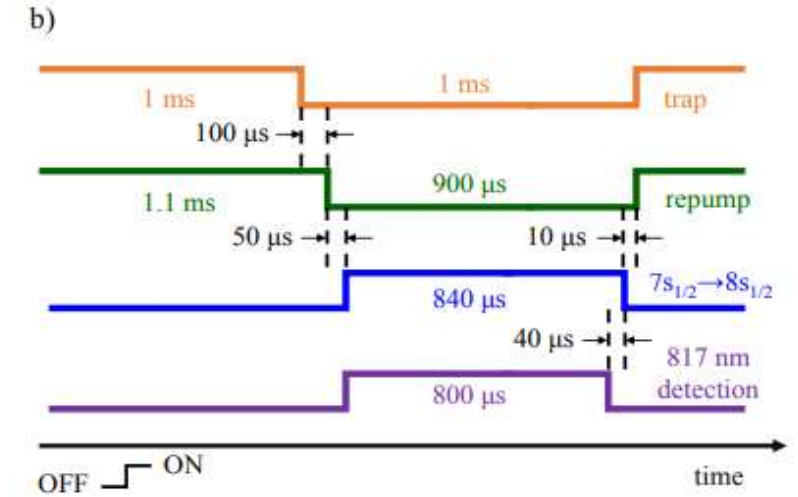 b)
1 ms
1 ms
trap
100 μs
1.1 ms
900 μs
repump
50 μs
10 μs
840 μs
7s1/2→8s1/2
40 μs
800 μs
817 nm
detection
OFF
ON
time